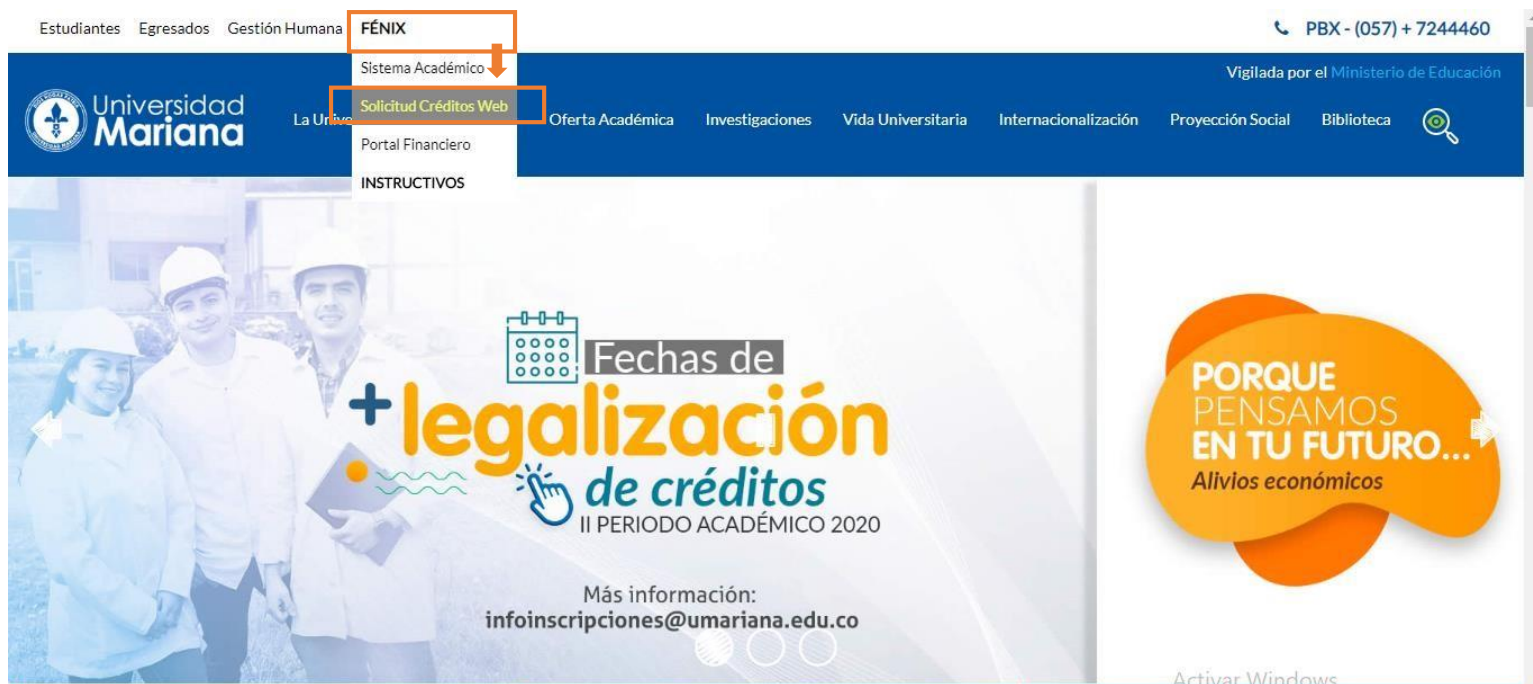 Estudiantes Egresados Gestión Humana FÉNIX PBX - (057) + 7244460
Sistema Académico
Vigilada por el Ministerio de Educación
Solicitud Créditos Web
Universidad
Mariana
La Unive Oferta Académica Investigaciones Vida Universitaria Internacionalización Proyección Social Biblioteca
Portal Financiero
INSTRUCTIVOS
Fechas de
+legalización
de créditos
II PERIODO ACADÉMICO 2020
Más información:
infoinscripciones@umariana.edu.co
PORQUE
PENSAMOS
EN TU FUTURO...
Alivios económicos
Activar Windows